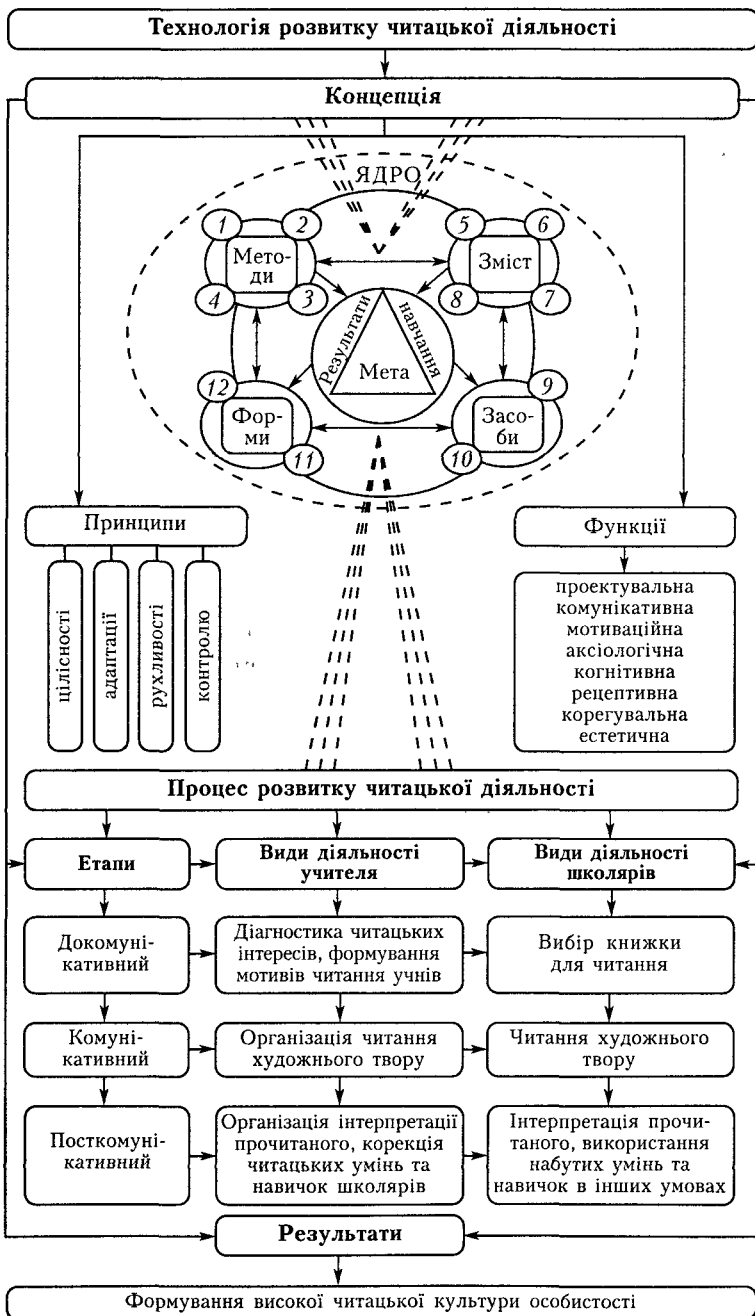 Технологія розвитку читацької діяльності
Концепція
ЯДРО
1
2
5
6
Мето-
ди
Зміст
4
3
8
7
Результати
навчання
Мета
12
9
Фор-
ми
Засо-
би
11
10
Принципи
цілісності
адаптації
рухливості
контролю
Функції
проектувальна
комунікативна
мотиваційна
аксіологічна
когнітивна
рецептивна
корегувальна
естетична
Процес розвитку читацької діяльності
Етапи
Види діяльності
учителя
Види діяльності
школярів
Докомуні-
кативний
Діагностика читацьких
інтересів, формування
мотивів читання учнів
Вибір книжки
для читання
Комуні-
кативний
Організація читання
художнього твору
Читання художнього
твору
Посткомуні-
кативний
Організація інтерпретації
прочитаного, корекція
читацьких умінь та
навичок школярів
Інтерпретація прочи-
таного, використання
набутих умінь та
навичок в інших умовах
Результати
Формування високої читацької культури особистості